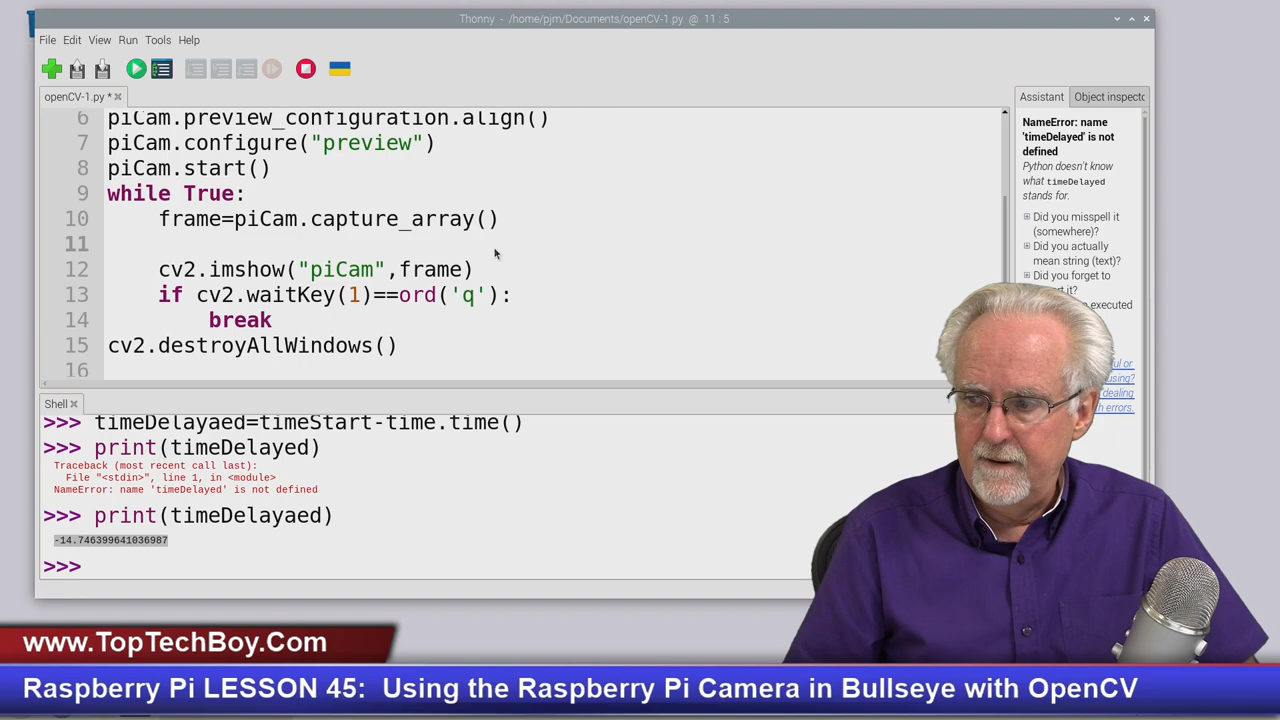 Thonny - /home/pjm/Documents/openCV-1.py @ 11 : 5
File Edit View Run Tools Help
openCV-1.py *
6 piCam.preview_configuration.align()
7 piCam.configure("preview")
8 piCam.start()
9 while True:
10 frame=piCam.capture_array()
11
12 cv2.imshow("piCam",frame)
13 if cv2.waitKey(1)==ord('q'):
14 break
15 cv2.destroyAllWindows()
16
Shell
>>> timeDelayaed=timeStart-time.time()
>>> print(timeDelayed)
Traceback (most recent call last):
File "<stdin>", line 1, in <module>
NameError: name 'timeDelayed' is not defined
>>> print(timeDelayaed)
-14.746399641036987
>>>
Assistant Object inspecto
NameError: name
'timeDelayed' is not
defined
Python doesn't know
what timeDelayed
stands for.
Did you misspell it
(somewhere)?
Did you actually
mean string (text)?
Did you forget to
it?
executed
or
using?
dealing
errors.
www.TopTechBoy.Com
Raspberry Pi LESSON 45: Using the Raspberry Pi Camera in Bullseye with OpenCV